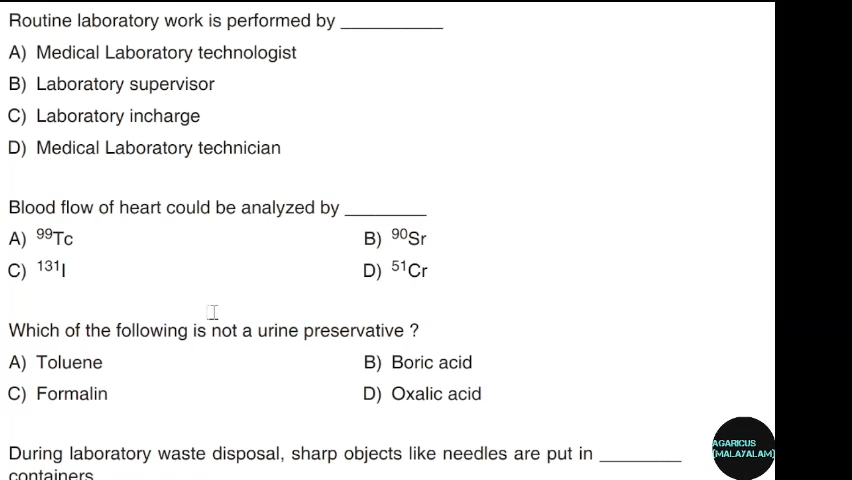 Routine laboratory work is performed by __________
A) Medical Laboratory technologist
B) Laboratory supervisor
C) Laboratory incharge
D) Medical Laboratory technician
Blood flow of heart could be analyzed by ________
A) ⁹⁹Tc B) ⁹⁰Sr
C) ¹³¹I D) ⁵¹Cr
Which of the following is not a urine preservative ?
A) Toluene B) Boric acid
C) Formalin D) Oxalic acid
During laboratory waste disposal, sharp objects like needles are put in ________
containers
AGARICUS
(MALAYALAM)